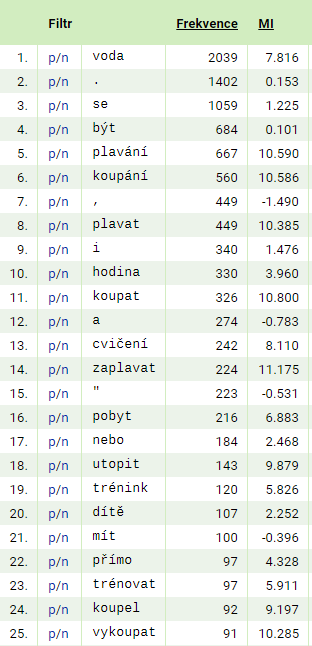 Filtr Frekvence MI
1. p/n voda 2039 7.816
2. p/n . 1402 0.153
3. p/n se 1059 1.225
4. p/n být 684 0.101
5. p/n plavání 667 10.590
6. p/n koupání 560 10.586
7. p/n , 449 -1.490
8. p/n plavat 449 10.385
9. p/n i 340 1.476
10. p/n hodina 330 3.960
11. p/n koupat 326 10.800
12. p/n a 274 -0.783
13. p/n cvičení 242 8.110
14. p/n zaplavat 224 11.175
15. p/n " 223 -0.531
16. p/n pobyt 216 6.883
17. p/n nebo 184 2.468
18. p/n utopit 143 9.879
19. p/n trénink 120 5.826
20. p/n dítě 107 2.252
21. p/n mít 100 -0.396
22. p/n přímo 97 4.328
23. p/n trénovat 97 5.911
24. p/n koupel 92 9.197
25. p/n vykoupat 91 10.285